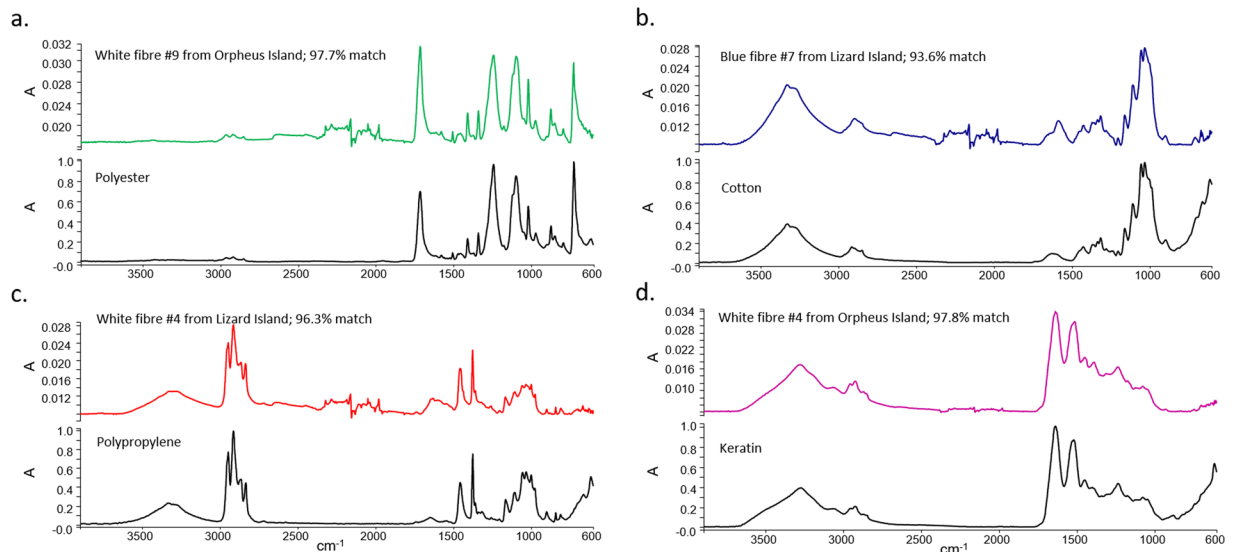 a.
White fibre #9 from Orpheus Island; 97.7% match
0.032
0.028
0.024
0.020
A
Polyester
1.0
0.8
0.6
0.4
0.2
-0.0
A
3500 3000 2500 2000 1500 1000 600
b.
Blue fibre #7 from Lizard Island; 93.6% match
0.028
0.024
0.020
0.016
0.012
A
Cotton
1.0
0.8
0.6
0.4
0.2
-0.0
A
3500 3000 2500 2000 1500 1000 600
c.
White fibre #4 from Lizard Island; 96.3% match
0.028
0.024
0.020
0.016
0.012
A
Polypropylene
1.0
0.8
0.6
0.4
0.2
-0.0
A
3500 3000 2500 2000 1500 1000 600
cm-1
d.
White fibre #4 from Orpheus Island; 97.8% match
0.034
0.028
0.022
0.016
0.010
A
Keratin
1.0
0.8
0.6
0.4
0.2
-0.0
A
3500 3000 2500 2000 1500 1000 600
cm-1